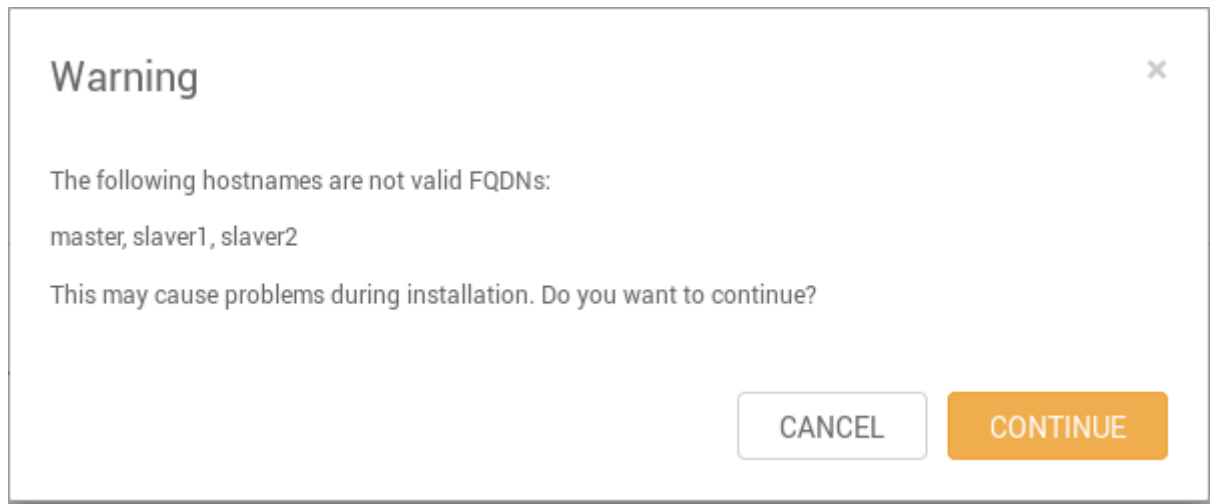 Warning
×
The following hostnames are not valid FQDNs:
master, slaver1, slaver2
This may cause problems during installation. Do you want to continue?
CANCEL
CONTINUE